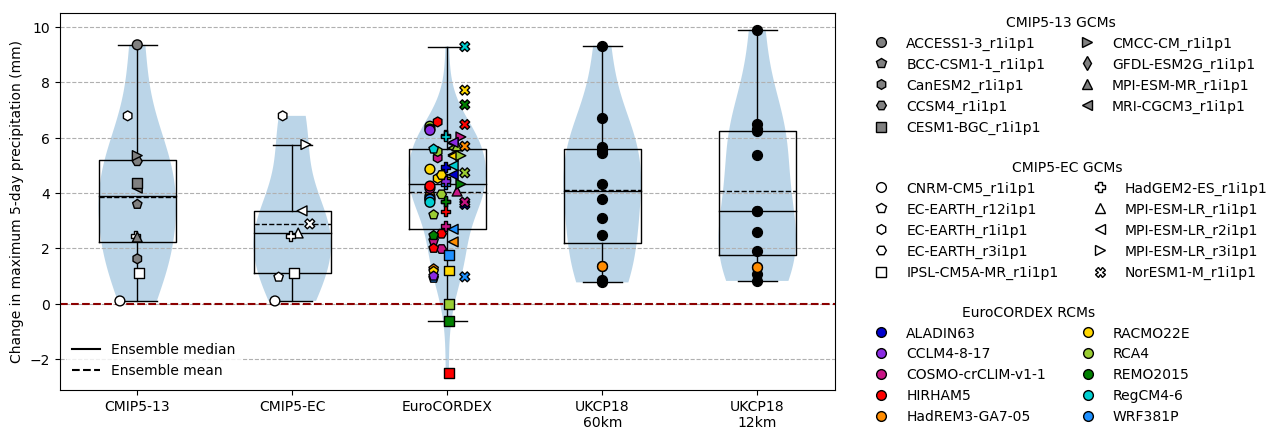 Change in maximum 5-day precipitation (mm)
10
8
6
4
2
0
−2
Ensemble median
Ensemble mean
CMIP5-13
CMIP5-EC
EuroCORDEX
UKCP18
60km
UKCP18
12km
CMIP5-13 GCMs
ACCESS1-3_r1i1p1
BCC-CSM1-1_r1i1p1
CanESM2_r1i1p1
CCSM4_r1i1p1
CESM1-BGC_r1i1p1
CMCC-CM_r1i1p1
GFDL-ESM2G_r1i1p1
MPI-ESM-MR_r1i1p1
MRI-CGCM3_r1i1p1
CMIP5-EC GCMs
CNRM-CM5_r1i1p1
EC-EARTH_r12i1p1
EC-EARTH_r1i1p1
EC-EARTH_r3i1p1
IPSL-CM5A-MR_r1i1p1
HadGEM2-ES_r1i1p1
MPI-ESM-LR_r1i1p1
MPI-ESM-LR_r2i1p1
MPI-ESM-LR_r3i1p1
NorESM1-M_r1i1p1
EuroCORDEX RCMs
ALADIN63
CCLM4-8-17
COSMO-crCLIM-v1-1
HIRHAM5
HadREM3-GA7-05
RACMO22E
RCA4
REMO2015
RegCM4-6
WRF381P